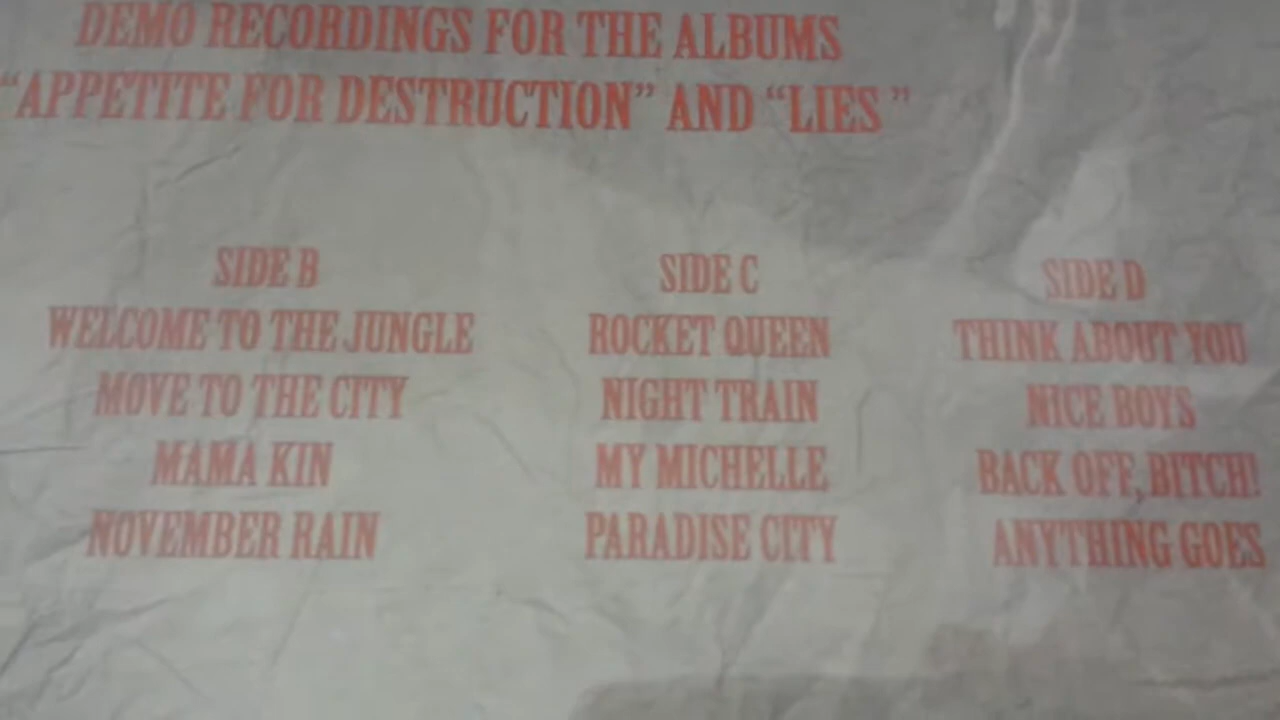 DEMO RECORDINGS FOR THE ALBUMS
“APPETITE FOR DESTRUCTION” AND “LIES ”
SIDE B
WELCOME TO THE JUNGLE
MOVE TO THE CITY
MAMA KIN
NOVEMBER RAIN
SIDE C
ROCKET QUEEN
NIGHT TRAIN
MY MICHELLE
PARADISE CITY
SIDE D
THINK ABOUT YOU
NICE BOYS
BACK OFF, BITCH!
ANYTHING GOES